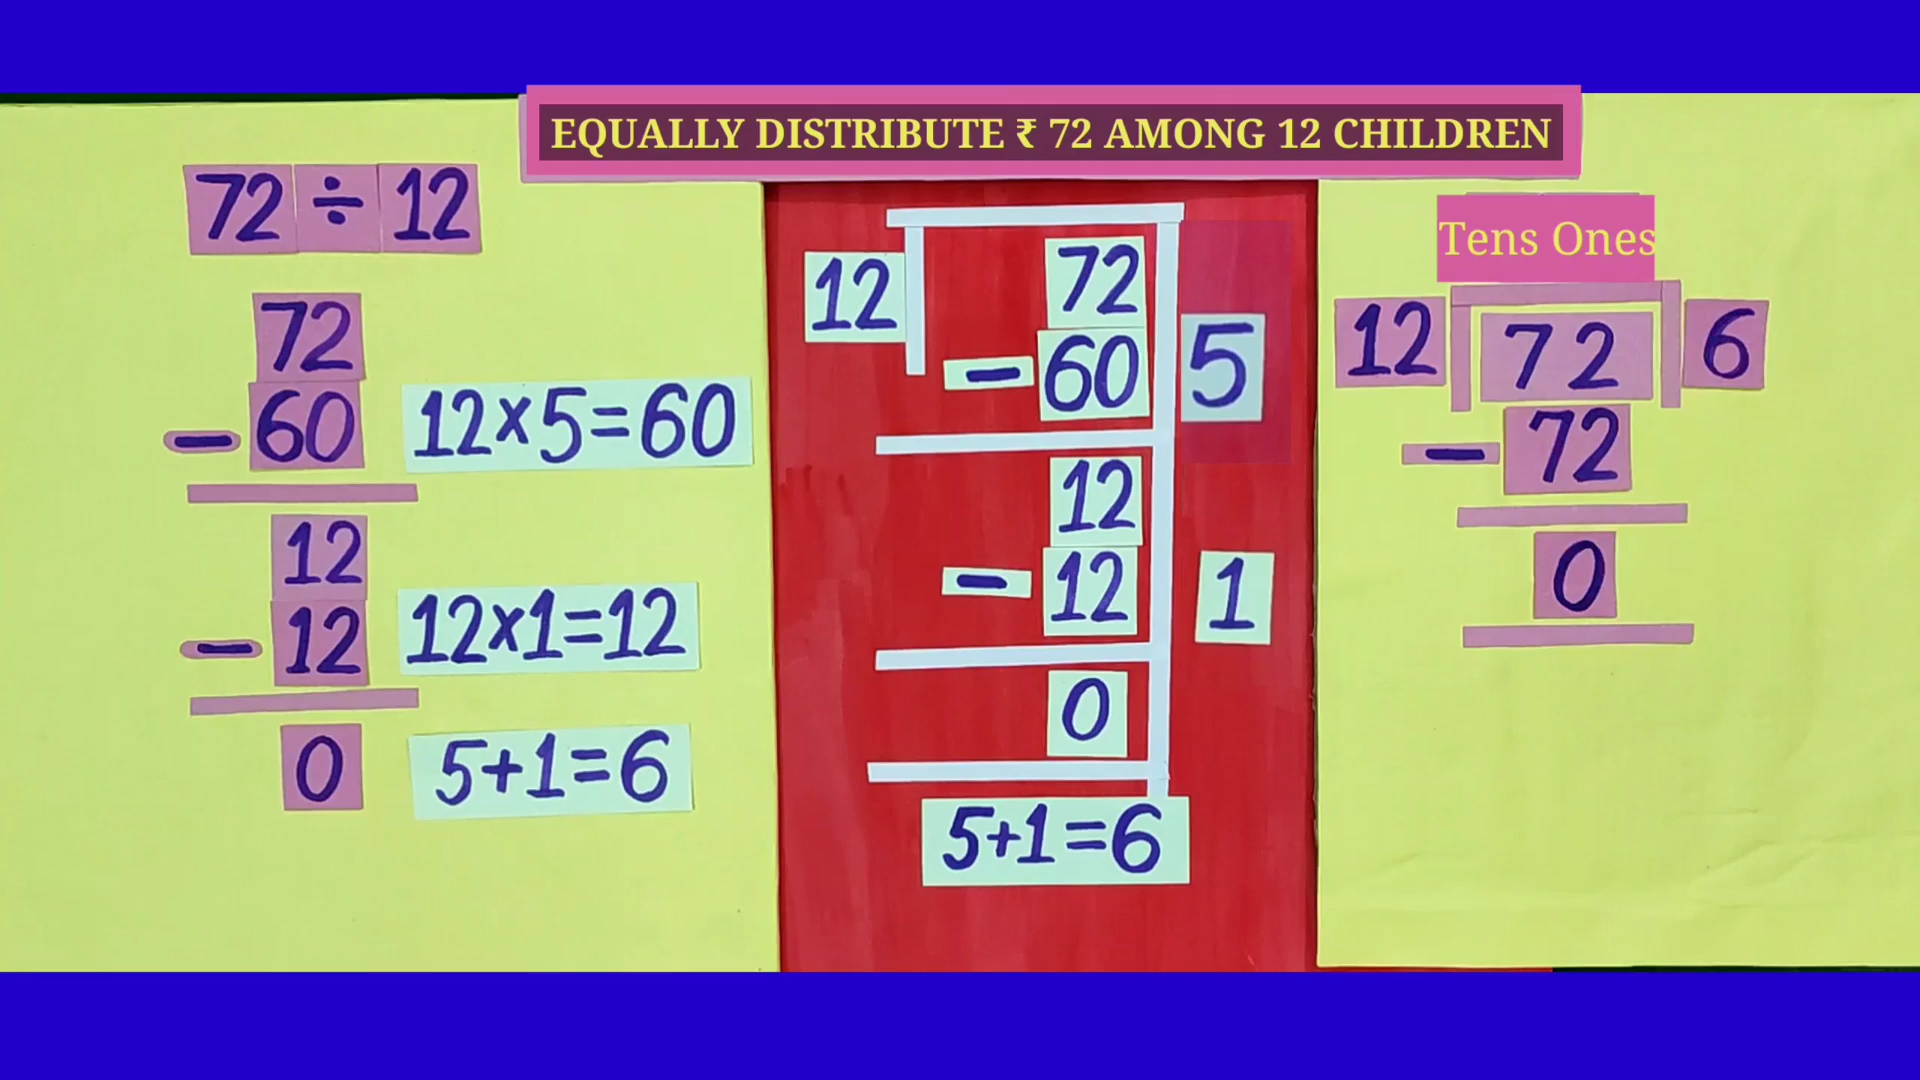 EQUALLY DISTRIBUTE ₹ 72 AMONG 12 CHILDREN
72 ÷ 12
72
- 60 12×5=60
12
- 12 12×1=12
0 5+1=6
12 72
- 60 5
12
- 12 1
0
5+1=6
Tens Ones
12 72 6
- 72
0